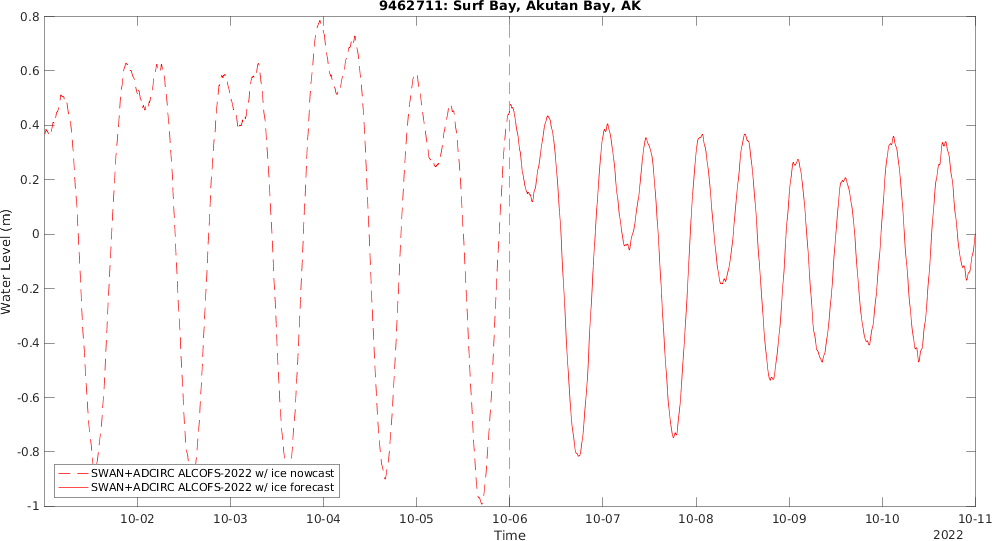 9462711: Surf Bay, Akutan Bay, AK
0.8
0.6
0.4
0.2
0
-0.2
-0.4
-0.6
-0.8
-1
Water Level (m)
SWAN+ADCIRC ALCOFS-2022 w/ ice nowcast
SWAN+ADCIRC ALCOFS-2022 w/ ice forecast
10-02 10-03 10-04 10-05 10-06 10-07 10-08 10-09 10-10 10-11
Time
2022